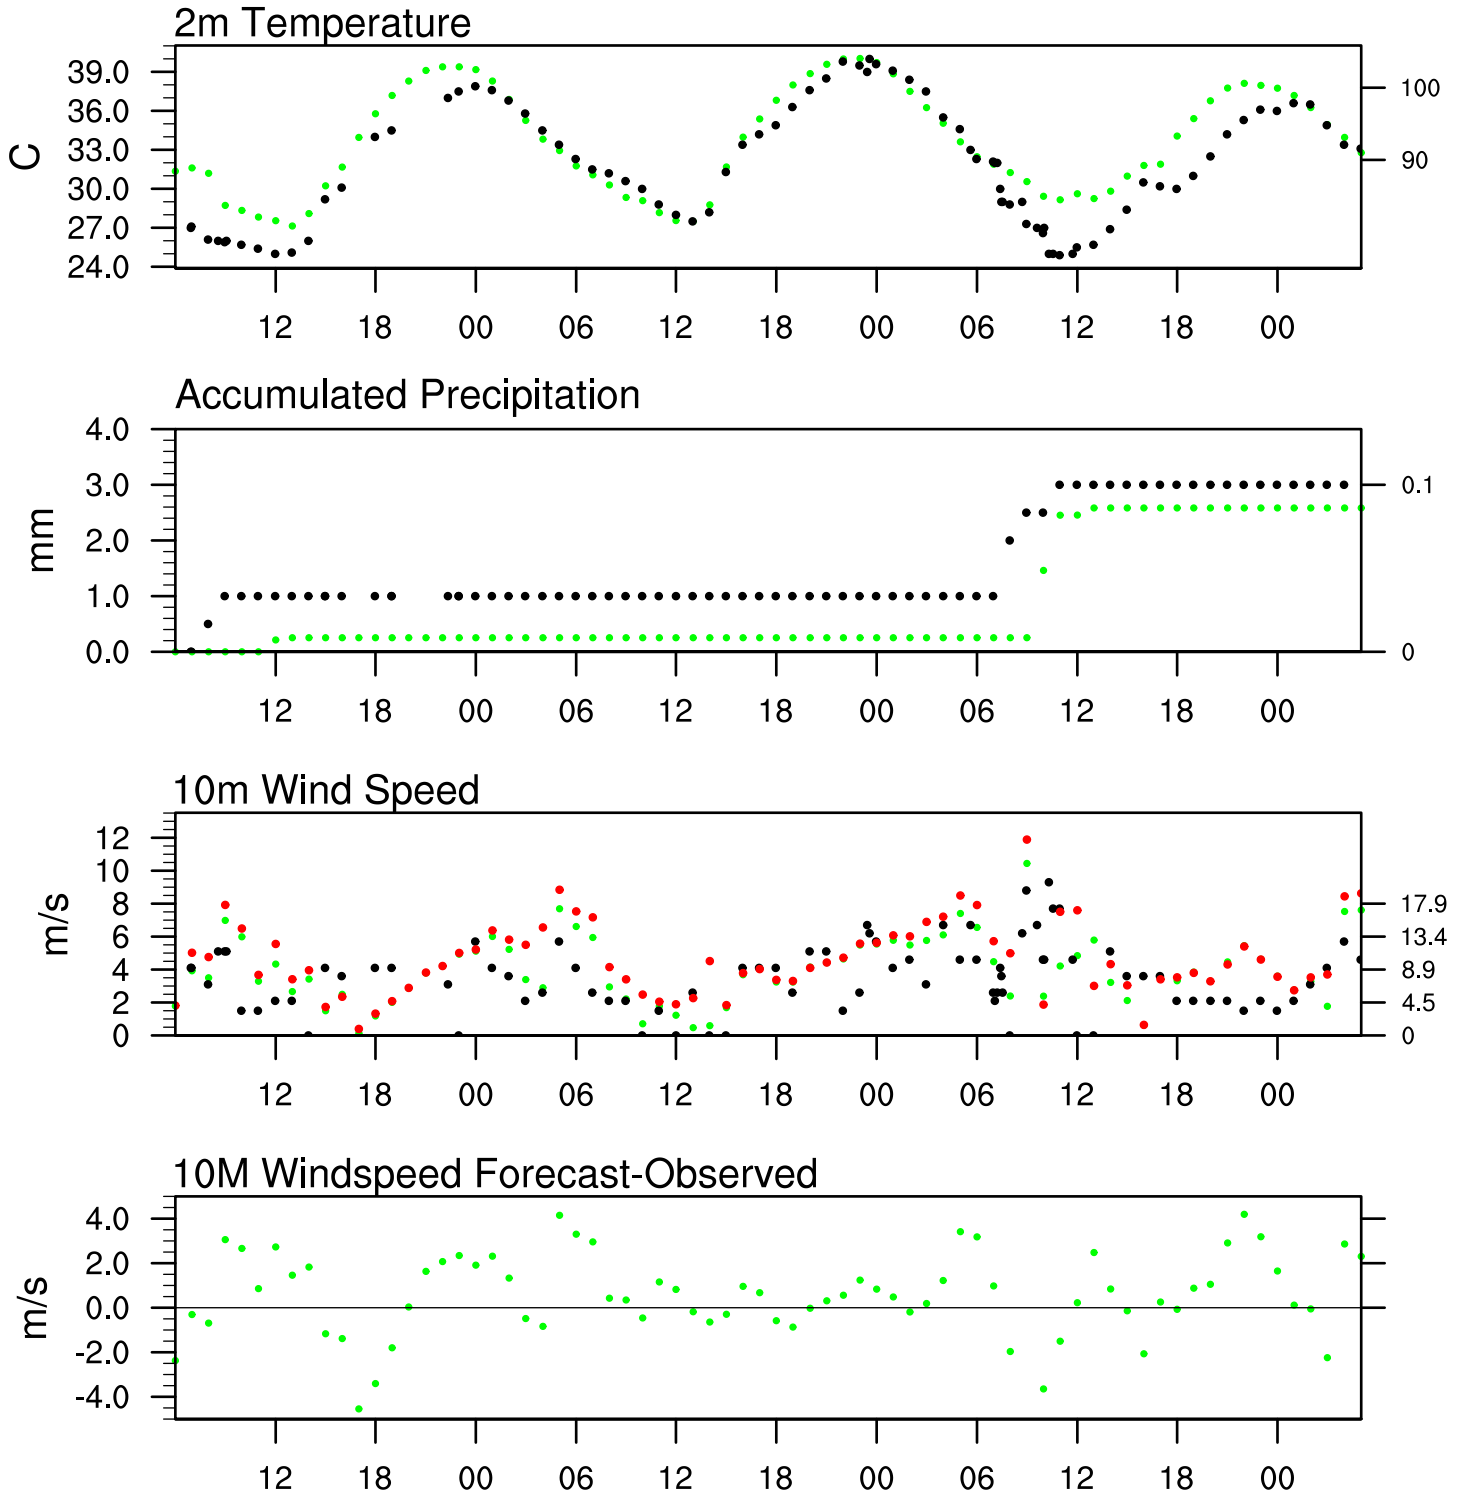 2m Temperature
39.0
36.0
33.0
30.0
27.0
24.0
C
100
90
12 18 00 06 12 18 00 06 12 18 00
Accumulated Precipitation
4.0
3.0
2.0
1.0
0.0
mm
0.1
0
12 18 00 06 12 18 00 06 12 18 00
10m Wind Speed
12
10
8
6
4
2
0
m/s
17.9
13.4
8.9
4.5
0
12 18 00 06 12 18 00 06 12 18 00
10M Windspeed Forecast-Observed
4.0
2.0
0.0
-2.0
-4.0
m/s
12 18 00 06 12 18 00 06 12 18 00